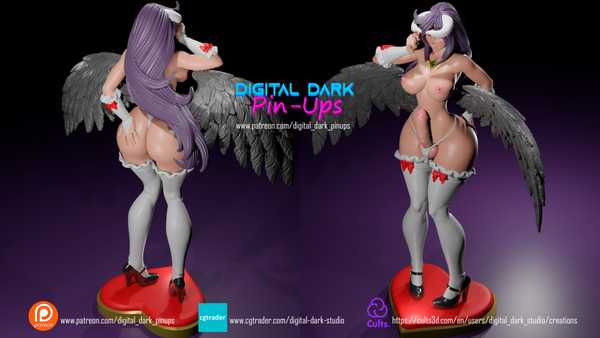 DIGITAL DARK
Pin-Ups
www.patreon.com/digital_dark_pinups
patreon
www.patreon.com/digital_dark_pinups
cgtrader
www.cgtrader.com/digital-dark-studio
Cults.
https://cults3d.com/en/users/digital_dark_studio/creations